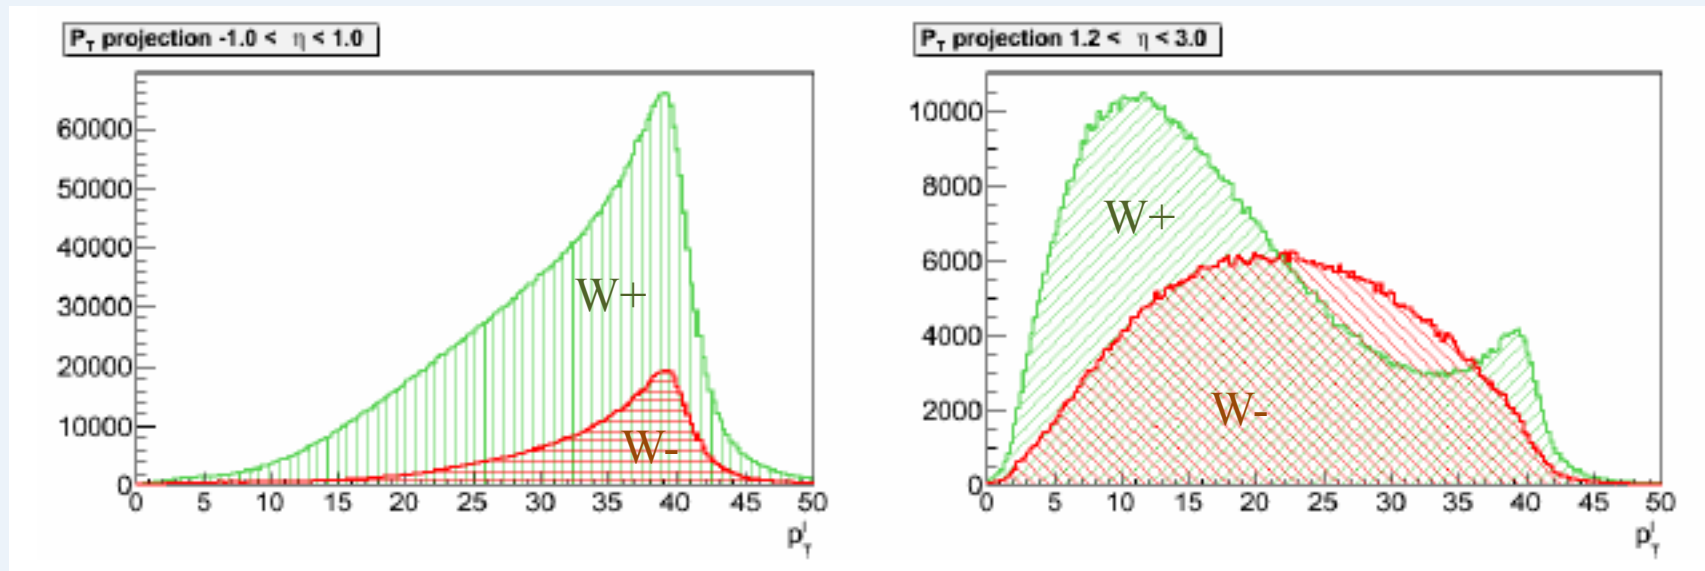 P_T projection -1.0 < η < 1.0
60000
50000
40000
30000
20000
10000
0
W+
W-
0 5 10 15 20 25 30 35 40 45 50
p_T^l
P_T projection 1.2 < η < 3.0
10000
8000
6000
4000
2000
0
W+
W-
0 5 10 15 20 25 30 35 40 45 50
p_T^l